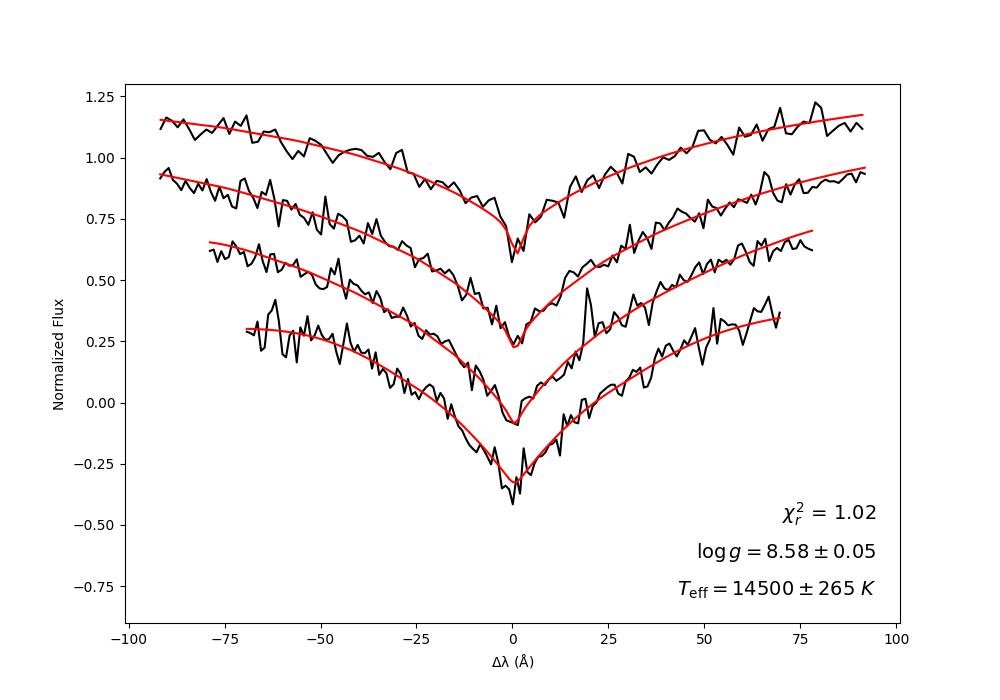 1.25
1.00
0.75
0.50
0.25
0.00
−0.25
−0.50
−0.75
Normalized Flux
χ²ᵣ = 1.02
log g = 8.58 ± 0.05
T_eff = 14500 ± 265 K
−100 −75 −50 −25 0 25 50 75 100
Δλ (Å)